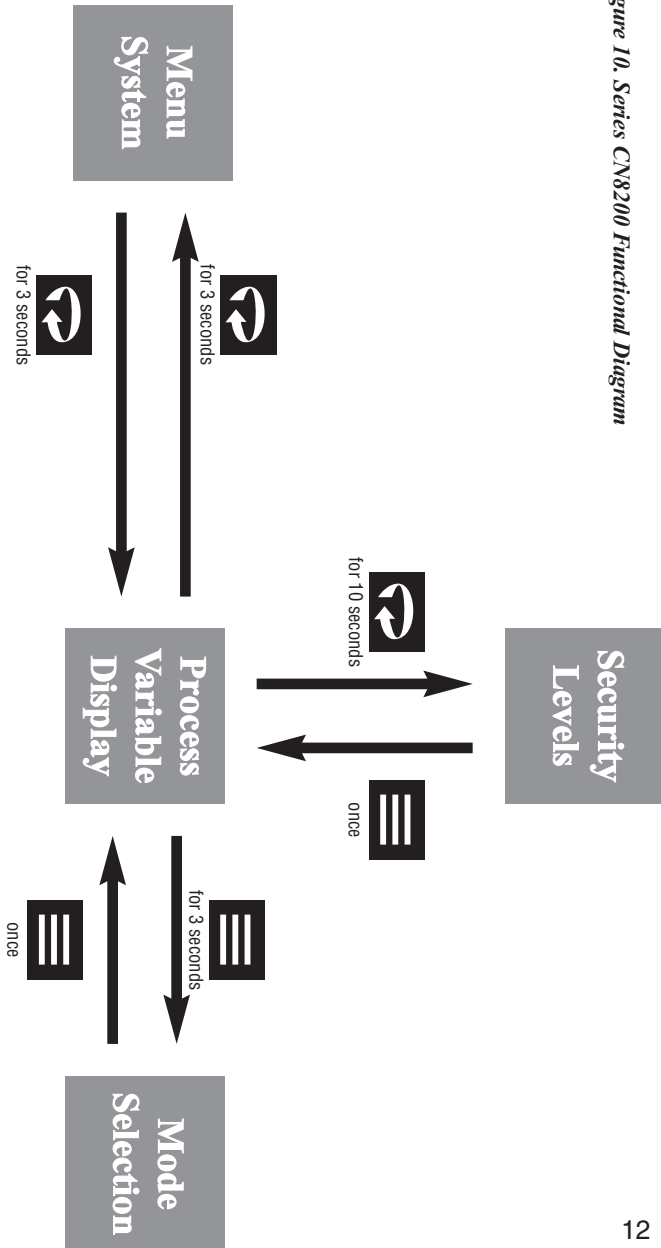 gure 10. Series CN8200 Functional Diagram
Security
Levels
for 10 seconds
once
Menu
System
for 3 seconds
for 3 seconds
Process
Variable
Display
for 3 seconds
once
Mode
Selection
12